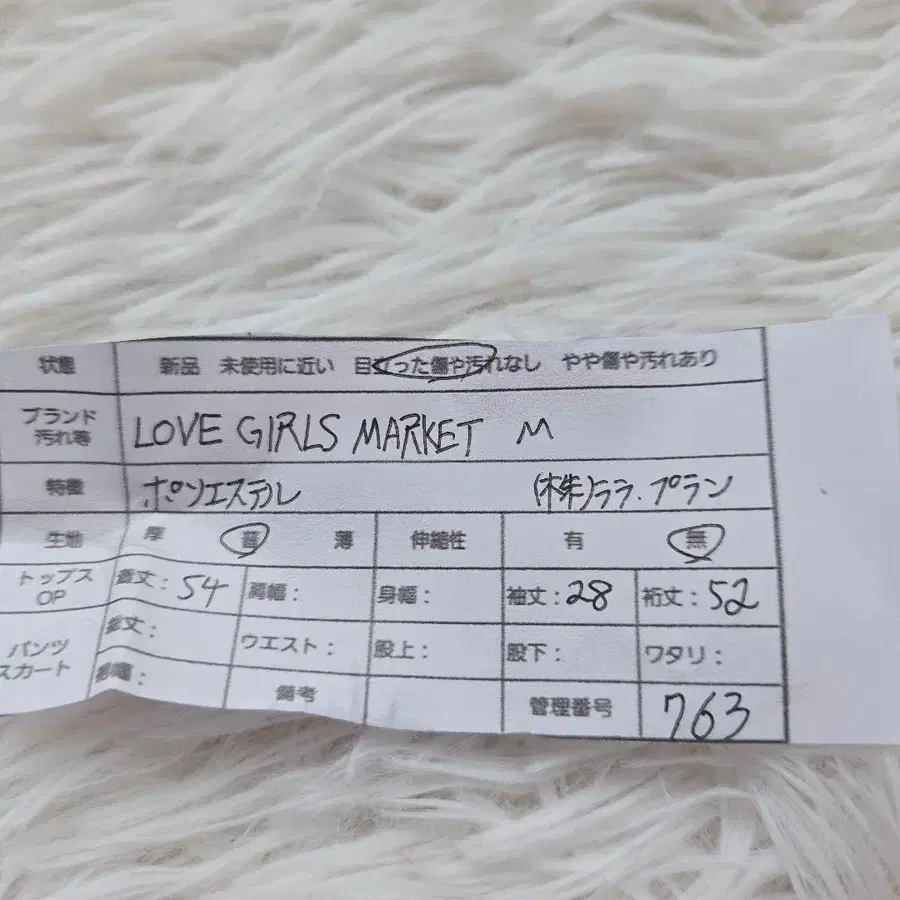 状態 新品 未使用に近い 目立った傷や汚れなし やや傷や汚れあり
ブランド
汚れ等 LOVE GIRLS MARKET M
特徴 ポリエステル (株)ララ・プラン
生地 厚 普 薄 伸縮性 有 無
トップス
OP 着丈:54 肩幅: 身幅: 袖丈:28 裄丈:52
パンツ
スカート 総丈: ウエスト: 股上: 股下: ワタリ:
備考 管理番号 763